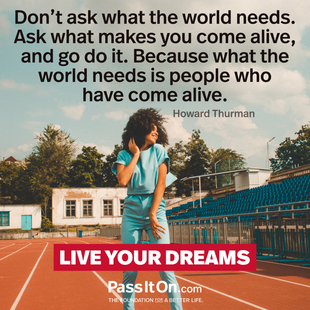 Don't ask what the world needs.
Ask what makes you come alive,
and go do it. Because what the
world needs is people who
have come alive.
Howard Thurman
LIVE YOUR DREAMS
PassItOn.com
THE FOUNDATION FOR A BETTER LIFE.